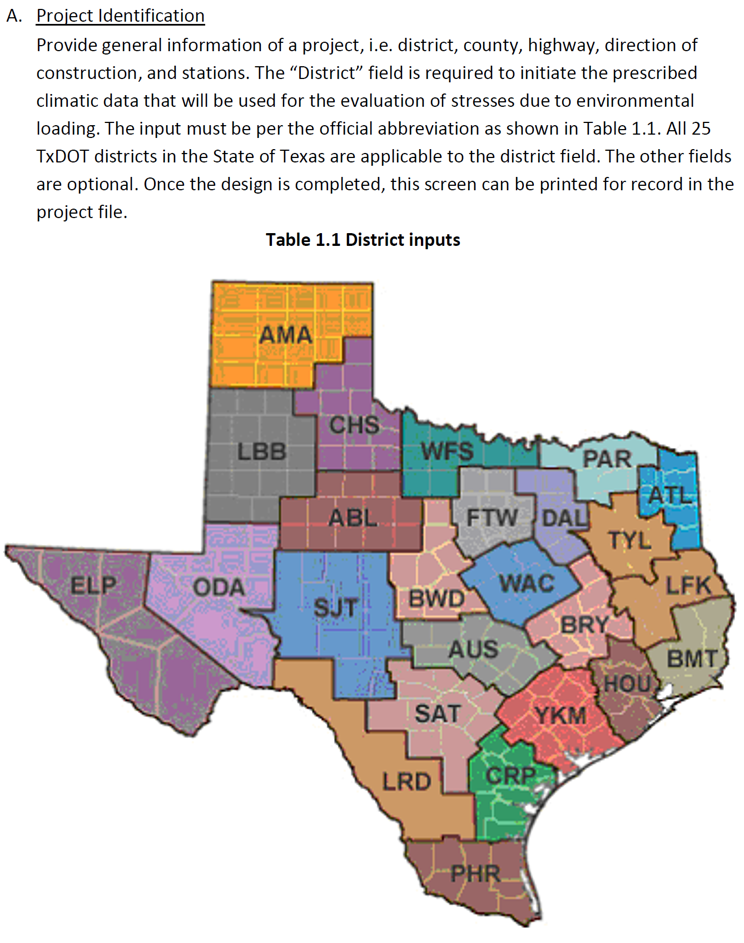 A. Project Identification
Provide general information of a project, i.e. district, county, highway, direction of
construction, and stations. The “District” field is required to initiate the prescribed
climatic data that will be used for the evaluation of stresses due to environmental
loading. The input must be per the official abbreviation as shown in Table 1.1. All 25
TxDOT districts in the State of Texas are applicable to the district field. The other fields
are optional. Once the design is completed, this screen can be printed for record in the
project file.
Table 1.1 District inputs
AMA
CHS
LBB
WFS
PAR
ATL
ABL
FTW
DAL
TYL
ELP
ODA
SJT
BWD
WAC
LFK
BRY
AUS
BMT
HOU
SAT
YKM
LRD
CRP
PHR